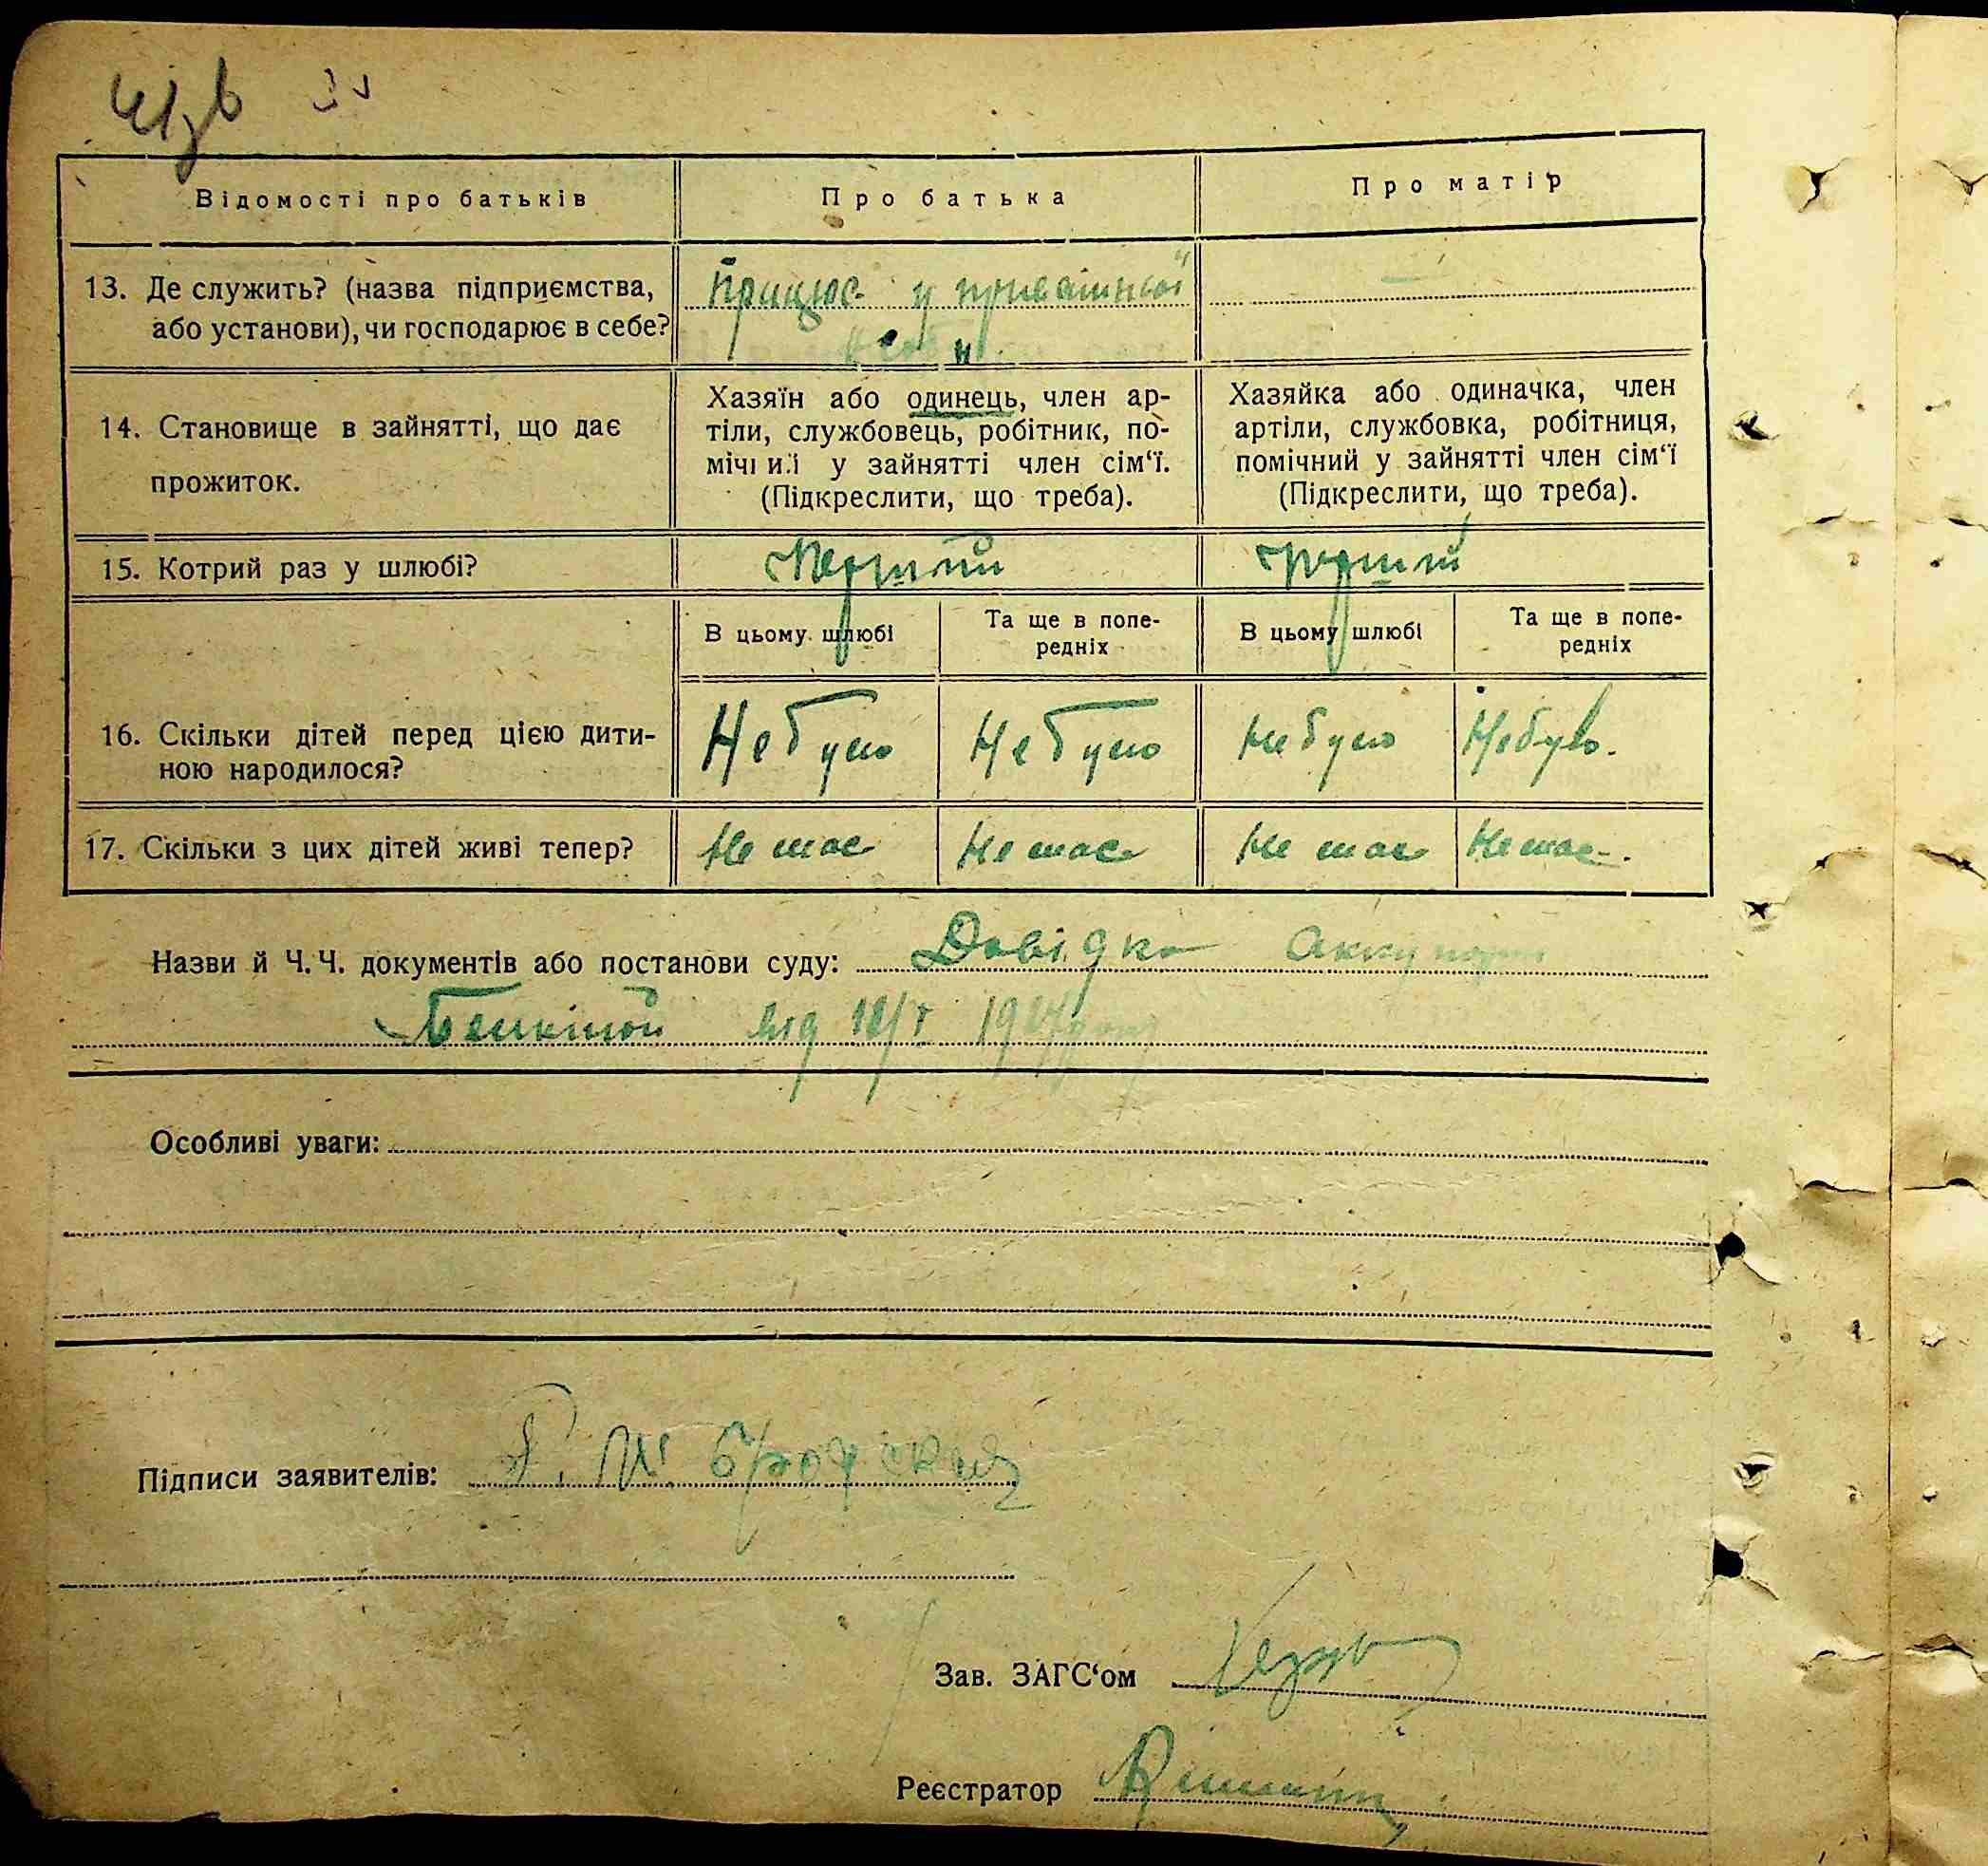 Відомості про батьків
Про батька
Про матір
13. Де служить? (назва підприємства,
або установи), чи господарює в себе?
Працює у приватної
особи
—
14. Становище в зайнятті, що дає
прожиток.
Хазяїн або одинець, член ар-
тіли, службовець, робітник, по-
мічний у зайнятті член сім‘ї.
(Підкреслити, що треба).
Хазяйка або одиначка, член
артіли, службовка, робітниця,
помічний у зайнятті член сім‘ї
(Підкреслити, що треба).
15. Котрий раз у шлюбі?
Перший
Перший
В цьому шлюбі
Та ще в попе-
редніх
В цьому шлюбі
Та ще в попе-
редніх
16. Скільки дітей перед цією дити-
ною народилося?
Не було
Не було
Не було
Не було.
17. Скільки з цих дітей живі тепер?
Не має
Не має
Не має
Не має.
Назви й Ч. Ч. документів або постанови суду: Довідка
від
Особливі уваги:
Підписи заявителів:
Зав. ЗАГС‘ом
Реєстратор